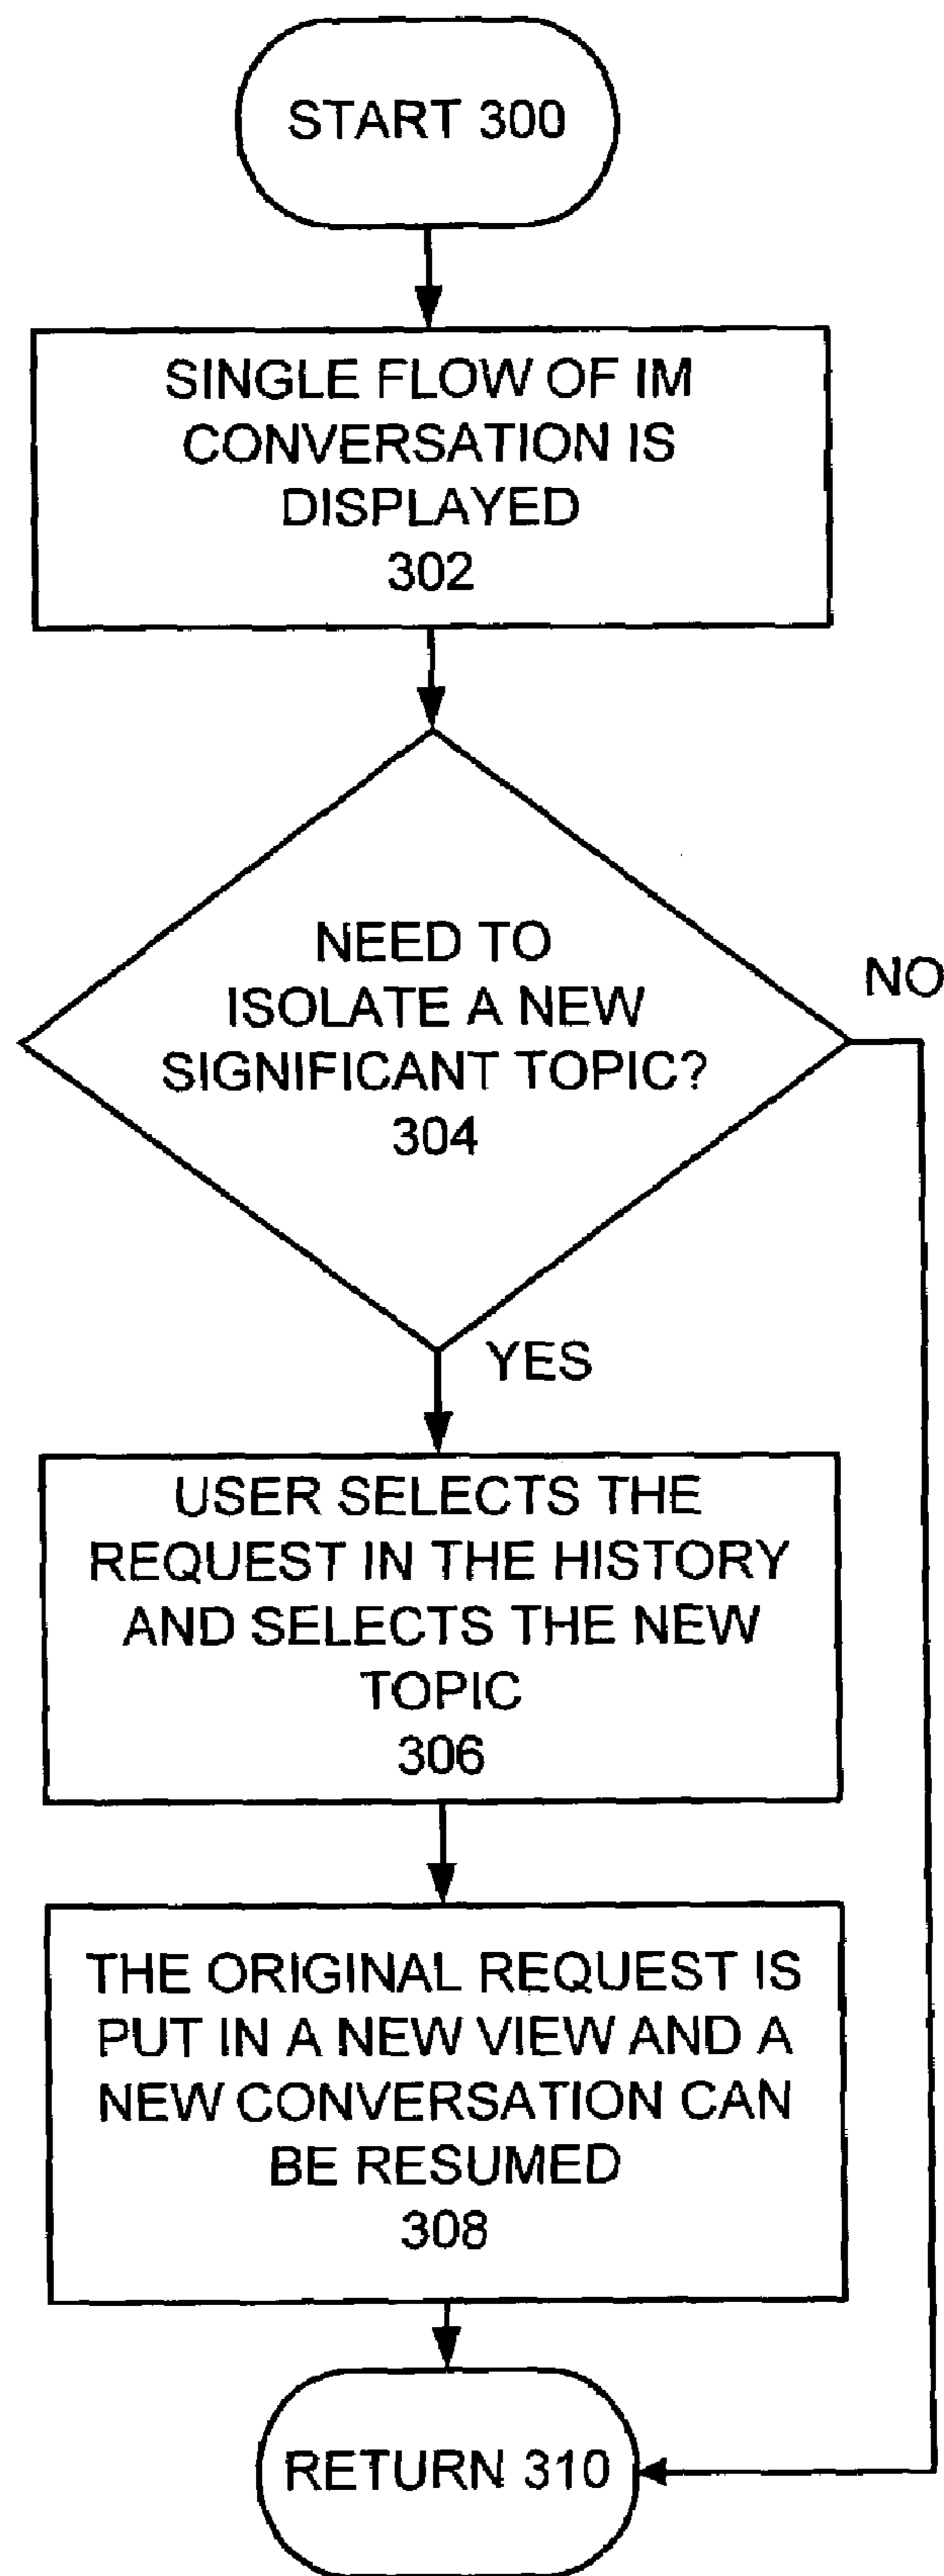 START 300
SINGLE FLOW OF IM
CONVERSATION IS
DISPLAYED
302
NEED TO
ISOLATE A NEW
SIGNIFICANT TOPIC?
304
NO
YES
USER SELECTS THE
REQUEST IN THE HISTORY
AND SELECTS THE NEW
TOPIC
306
THE ORIGINAL REQUEST IS
PUT IN A NEW VIEW AND A
NEW CONVERSATION CAN
BE RESUMED
308
RETURN 310